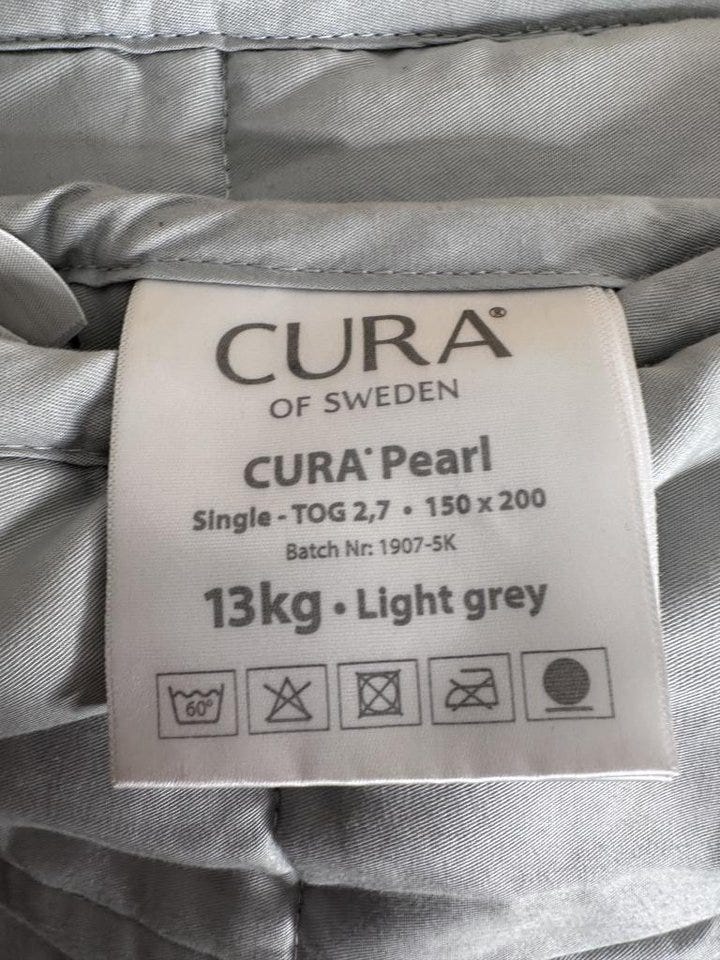 CURA®
OF SWEDEN
CURA® Pearl
Single - TOG 2,7 • 150 x 200
Batch Nr: 1907-5K
13kg • Light grey
60°